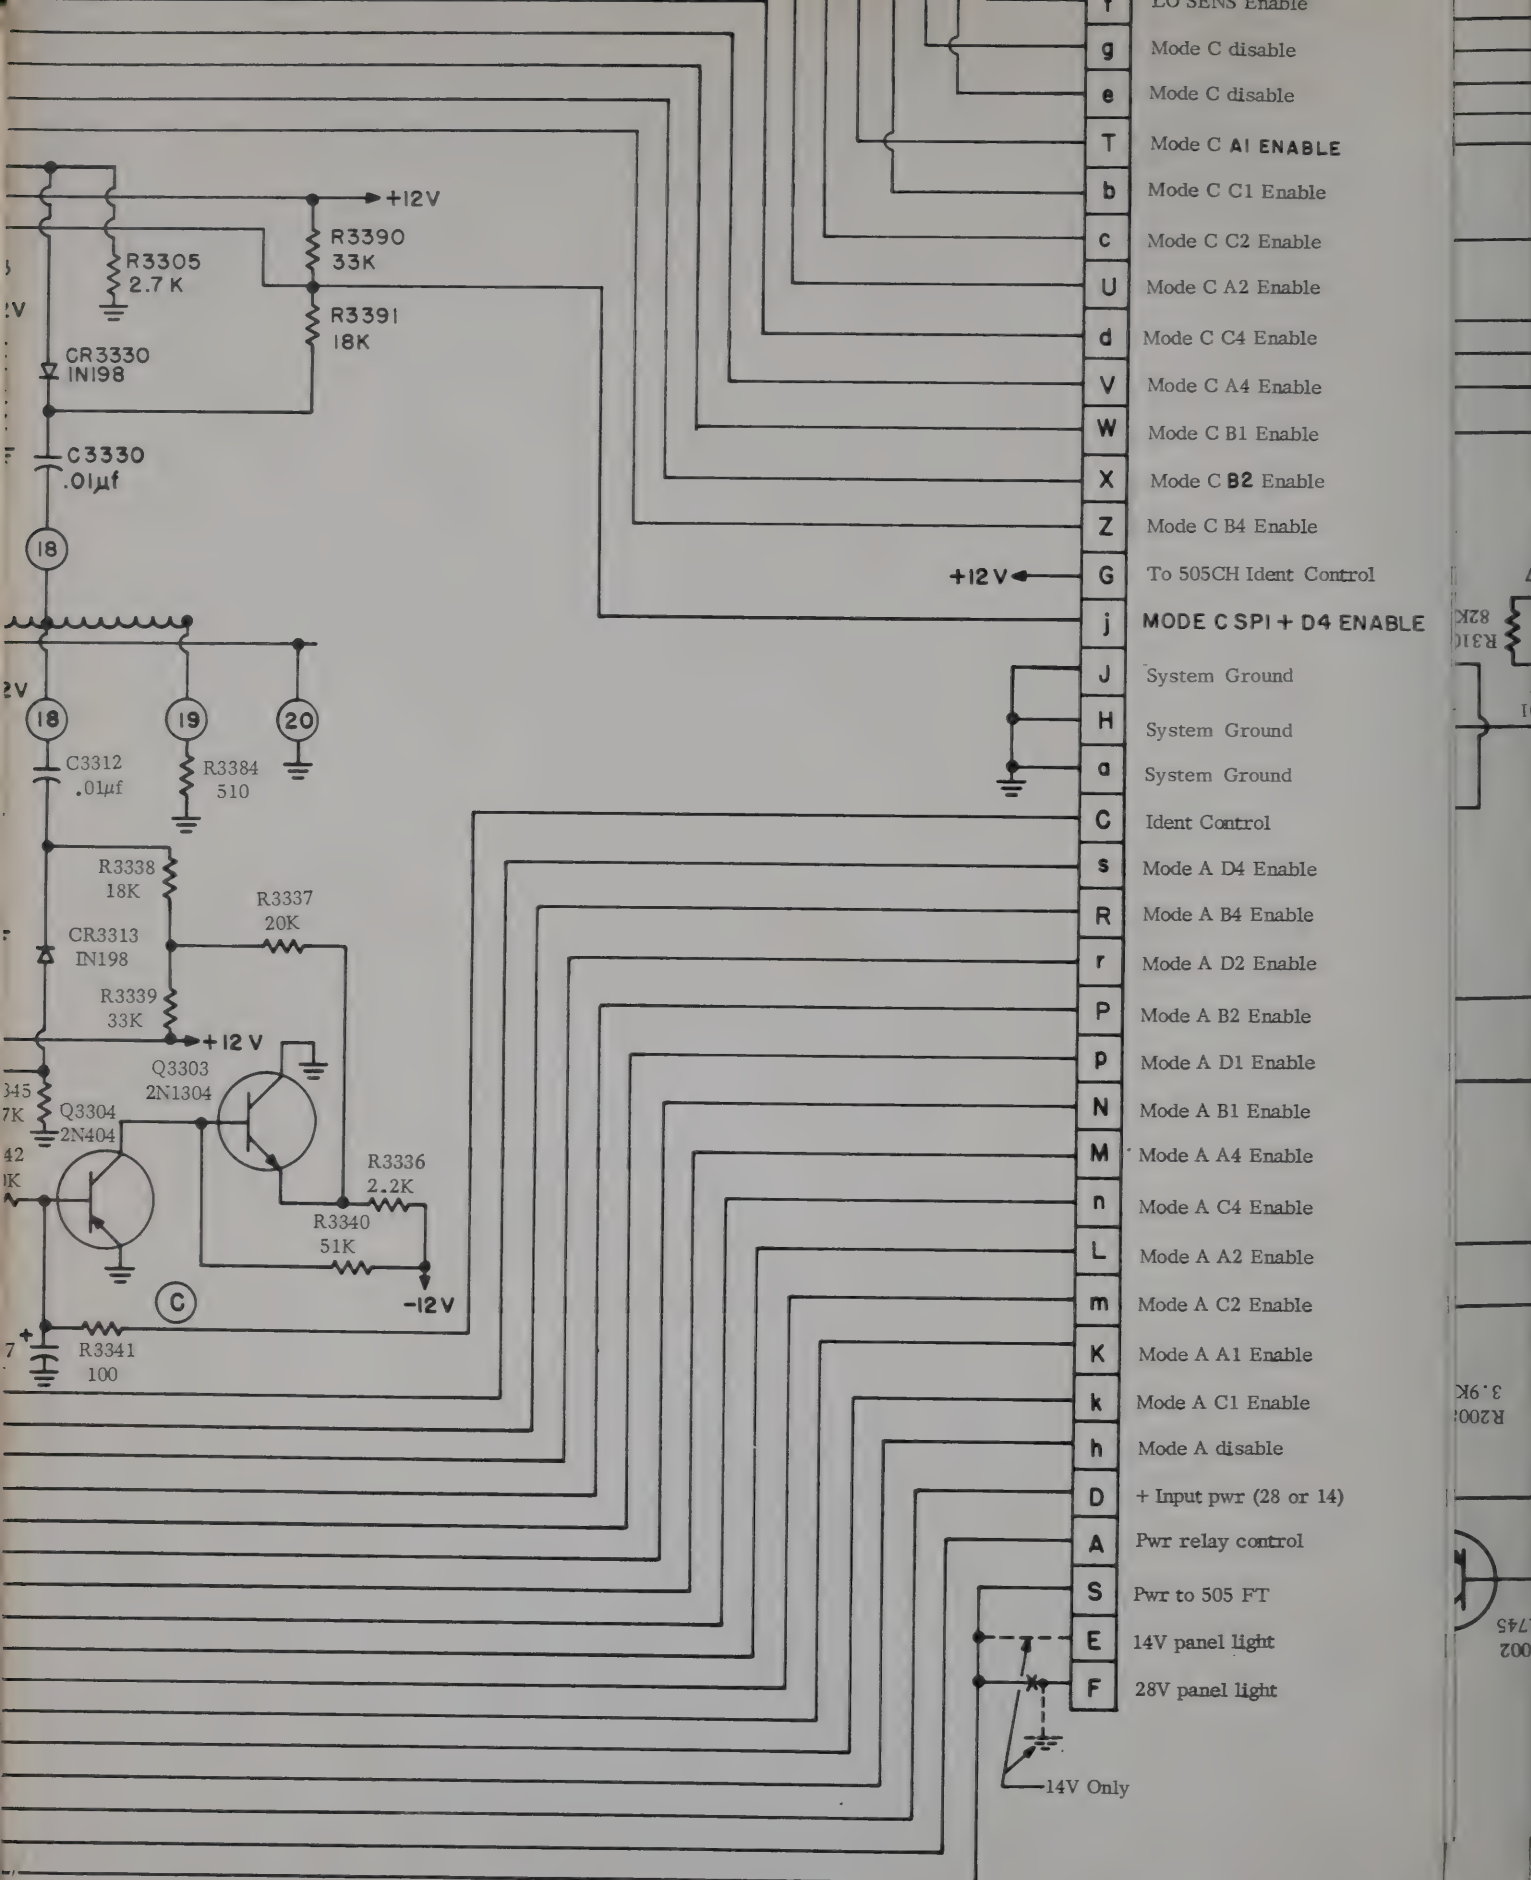 LO SENS Enable
g Mode C disable
e Mode C disable
T Mode C A1 ENABLE
b Mode C C1 Enable
c Mode C C2 Enable
U Mode C A2 Enable
d Mode C C4 Enable
V Mode C A4 Enable
W Mode C B1 Enable
X Mode C B2 Enable
Z Mode C B4 Enable
+12V G To 505CH Ident Control
j MODE C SPI + D4 ENABLE
J System Ground
H System Ground
a System Ground
C Ident Control
s Mode A D4 Enable
R Mode A B4 Enable
r Mode A D2 Enable
P Mode A B2 Enable
p Mode A D1 Enable
N Mode A B1 Enable
M Mode A A4 Enable
n Mode A C4 Enable
L Mode A A2 Enable
m Mode A C2 Enable
K Mode A A1 Enable
k Mode A C1 Enable
h Mode A disable
D + Input pwr (28 or 14)
A Pwr relay control
S Pwr to 505 FT
E 14V panel light
F 28V panel light
14V Only
+12V
R3390
33K
R3305
2.7K
R3391
18K
CR3330
IN198
C3330
.01μf
18
18
19
20
C3312
.01μf
R3384
510
R3338
18K
R3337
20K
CR3313
IN198
R3339
33K
+12V
Q3303
2N1304
Q3304
2N404
R3336
2.2K
R3340
51K
-12V
C
+
R3341
100
82K
3.9K